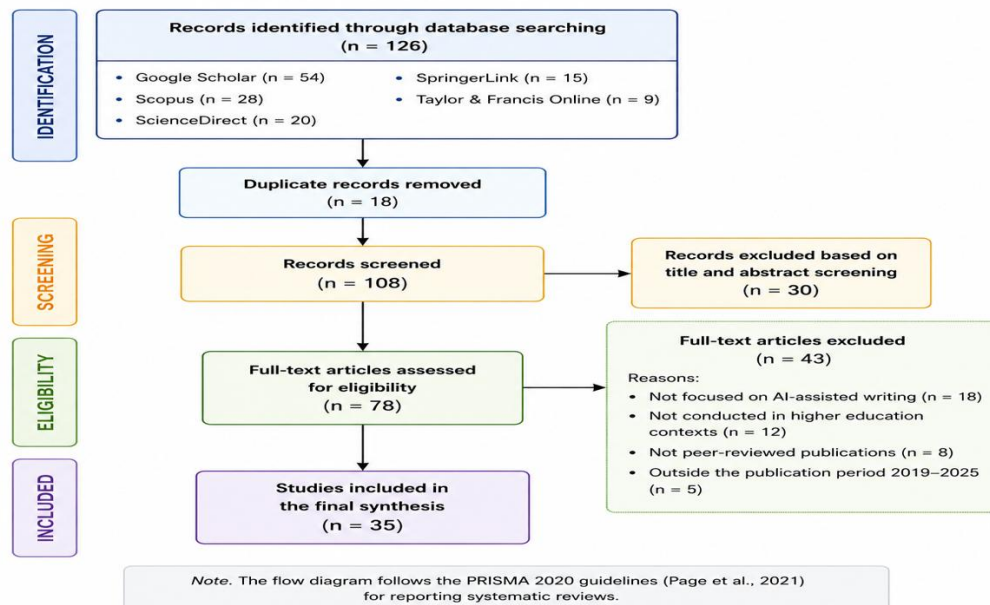 IDENTIFICATION
Records identified through database searching
(n = 126)
• Google Scholar (n = 54)
• Scopus (n = 28)
• ScienceDirect (n = 20)
• SpringerLink (n = 15)
• Taylor & Francis Online (n = 9)
Duplicate records removed
(n = 18)
SCREENING
Records screened
(n = 108)
Records excluded based on
title and abstract screening
(n = 30)
ELIGIBILITY
Full-text articles assessed
for eligibility
(n = 78)
Full-text articles excluded
(n = 43)
Reasons:
• Not focused on AI-assisted writing (n = 18)
• Not conducted in higher education
contexts (n = 12)
• Not peer-reviewed publications (n = 8)
• Outside the publication period 2019–2025
(n = 5)
INCLUDED
Studies included in
the final synthesis
(n = 35)
Note. The flow diagram follows the PRISMA 2020 guidelines (Page et al., 2021)
for reporting systematic reviews.